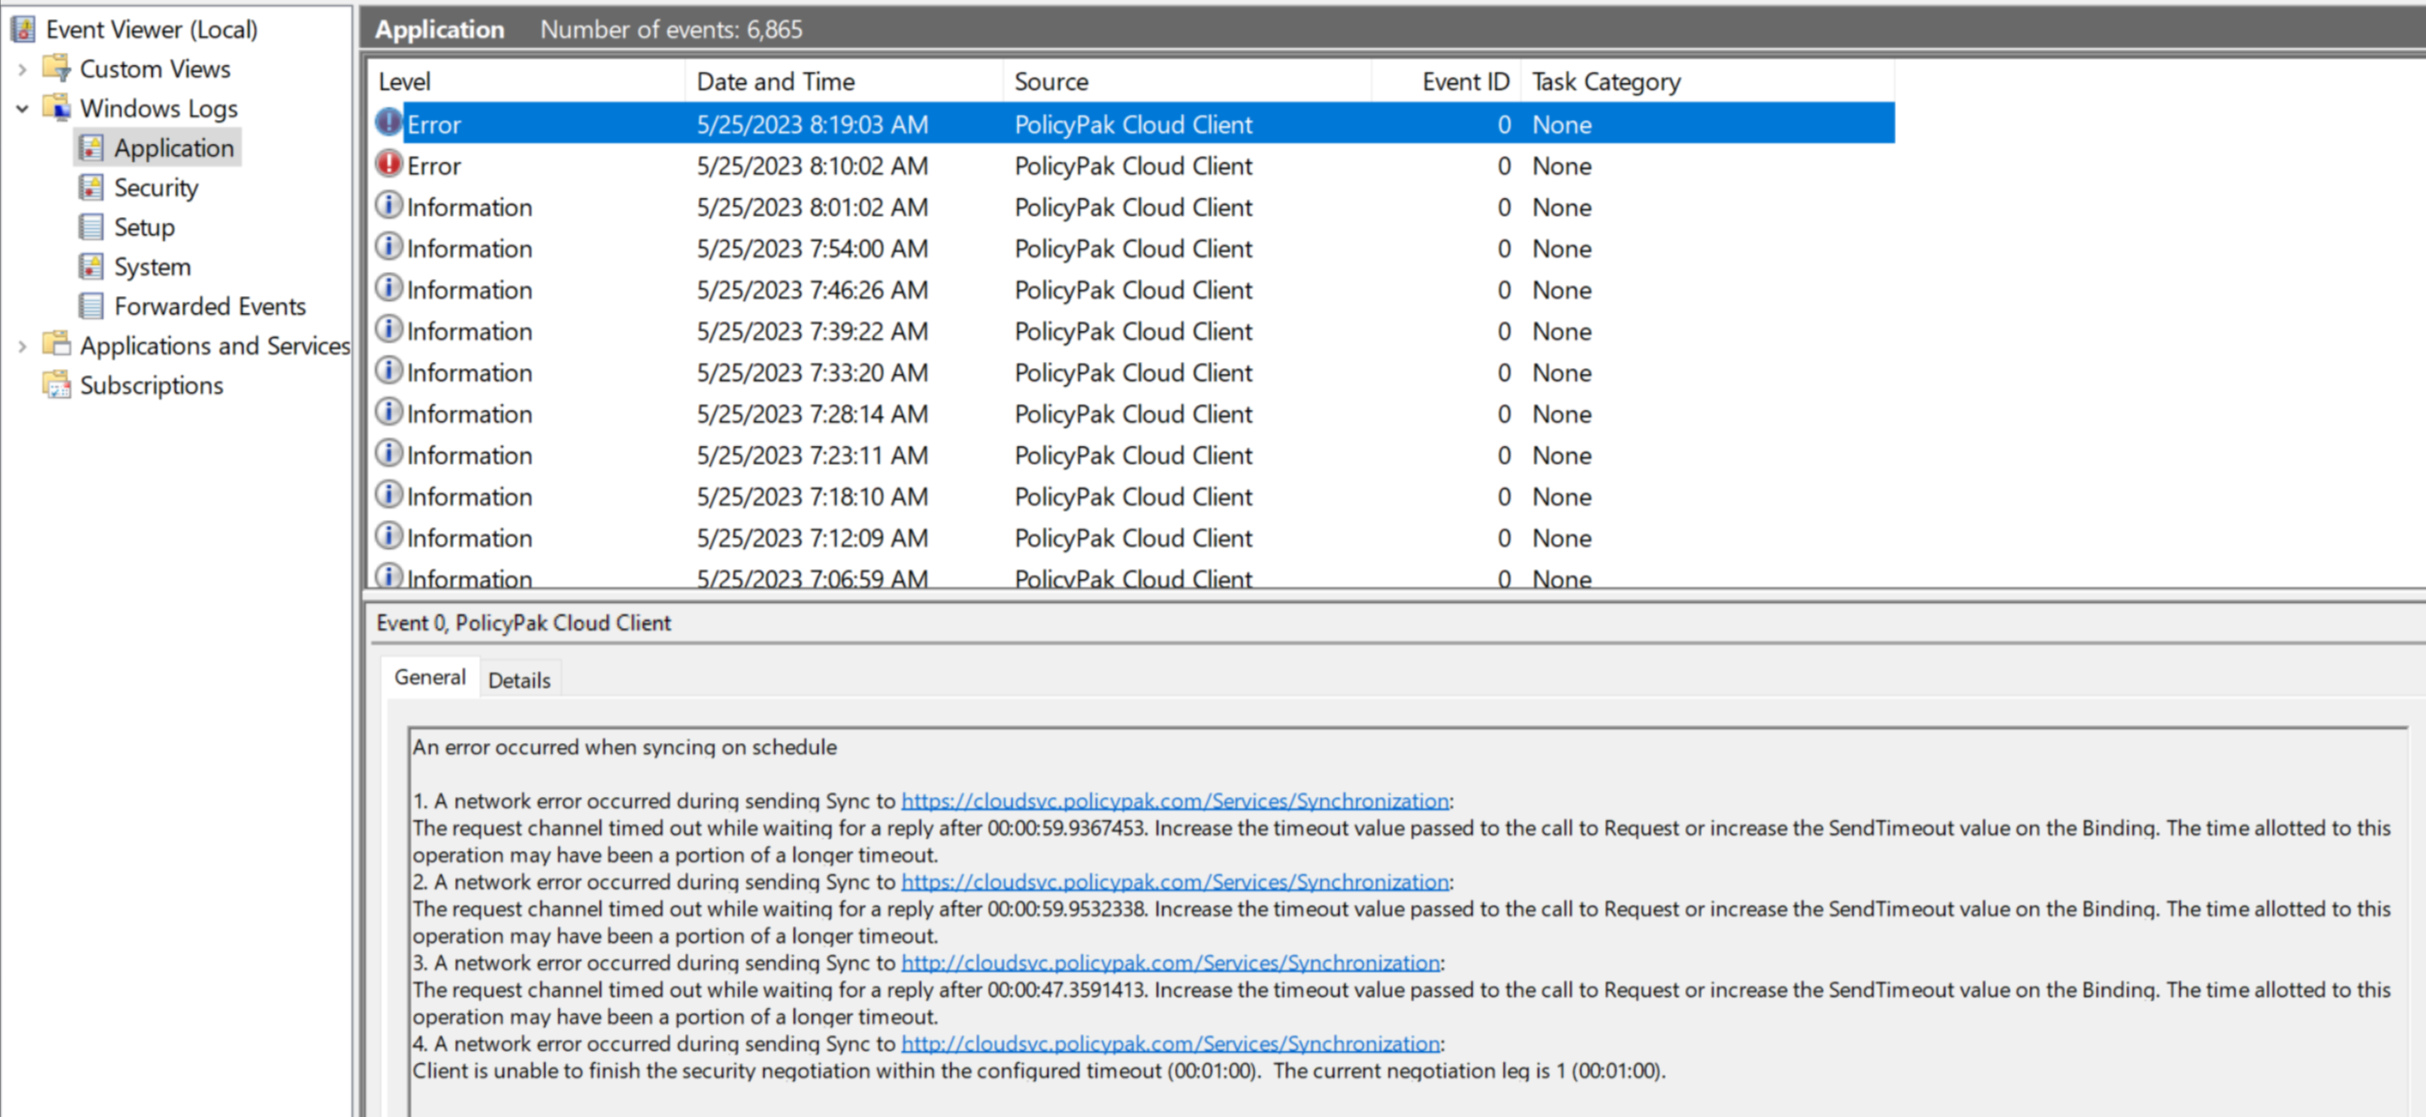 Event Viewer (Local)
Custom Views
Windows Logs
Application
Security
Setup
System
Forwarded Events
Applications and Services
Subscriptions
Application Number of events: 6,865
Level Date and Time Source Event ID Task Category
Error 5/25/2023 8:19:03 AM PolicyPak Cloud Client 0 None
Error 5/25/2023 8:10:02 AM PolicyPak Cloud Client 0 None
Information 5/25/2023 8:01:02 AM PolicyPak Cloud Client 0 None
Information 5/25/2023 7:54:00 AM PolicyPak Cloud Client 0 None
Information 5/25/2023 7:46:26 AM PolicyPak Cloud Client 0 None
Information 5/25/2023 7:39:22 AM PolicyPak Cloud Client 0 None
Information 5/25/2023 7:33:20 AM PolicyPak Cloud Client 0 None
Information 5/25/2023 7:28:14 AM PolicyPak Cloud Client 0 None
Information 5/25/2023 7:23:11 AM PolicyPak Cloud Client 0 None
Information 5/25/2023 7:18:10 AM PolicyPak Cloud Client 0 None
Information 5/25/2023 7:12:09 AM PolicyPak Cloud Client 0 None
Information 5/25/2023 7:06:59 AM PolicyPak Cloud Client 0 None
Event 0, PolicyPak Cloud Client
General Details
An error occurred when syncing on schedule
1. A network error occurred during sending Sync to https://cloudsvc.policypak.com/Services/Synchronization:
The request channel timed out while waiting for a reply after 00:00:59.9367453. Increase the timeout value passed to the call to Request or increase the SendTimeout value on the Binding. The time allotted to this
operation may have been a portion of a longer timeout.
2. A network error occurred during sending Sync to https://cloudsvc.policypak.com/Services/Synchronization:
The request channel timed out while waiting for a reply after 00:00:59.9532338. Increase the timeout value passed to the call to Request or increase the SendTimeout value on the Binding. The time allotted to this
operation may have been a portion of a longer timeout.
3. A network error occurred during sending Sync to http://cloudsvc.policypak.com/Services/Synchronization:
The request channel timed out while waiting for a reply after 00:00:47.3591413. Increase the timeout value passed to the call to Request or increase the SendTimeout value on the Binding. The time allotted to this
operation may have been a portion of a longer timeout.
4. A network error occurred during sending Sync to http://cloudsvc.policypak.com/Services/Synchronization:
Client is unable to finish the security negotiation within the configured timeout (00:01:00).  The current negotiation leg is 1 (00:01:00).